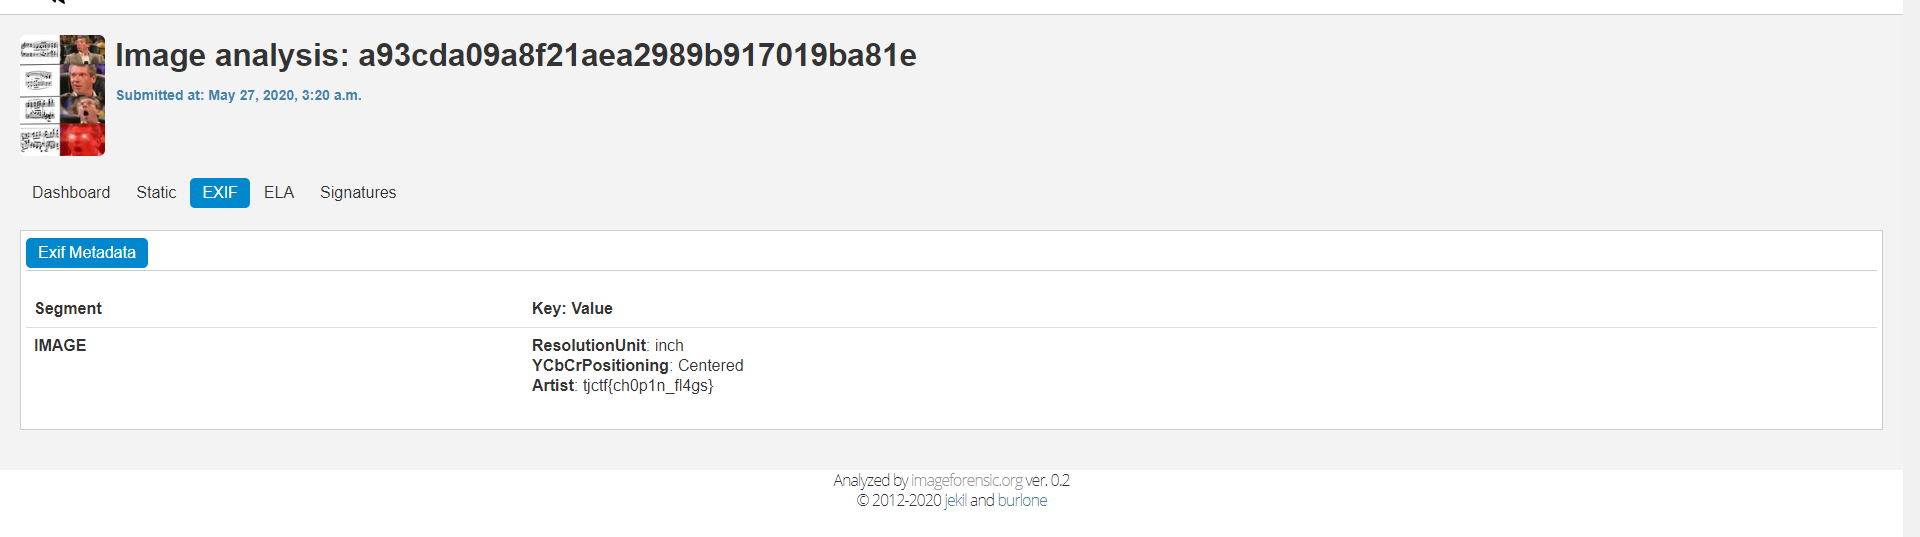 Image analysis: a93cda09a8f21aea2989b917019ba81e
Submitted at: May 27, 2020, 3:20 a.m.
Dashboard Static EXIF ELA Signatures
Exif Metadata
Segment Key: Value
IMAGE ResolutionUnit: inch
YCbCrPositioning: Centered
Artist: tjctf{ch0p1n_fl4gs}
Analyzed by imageforensic.org ver. 0.2
© 2012-2020 jekil and burlone